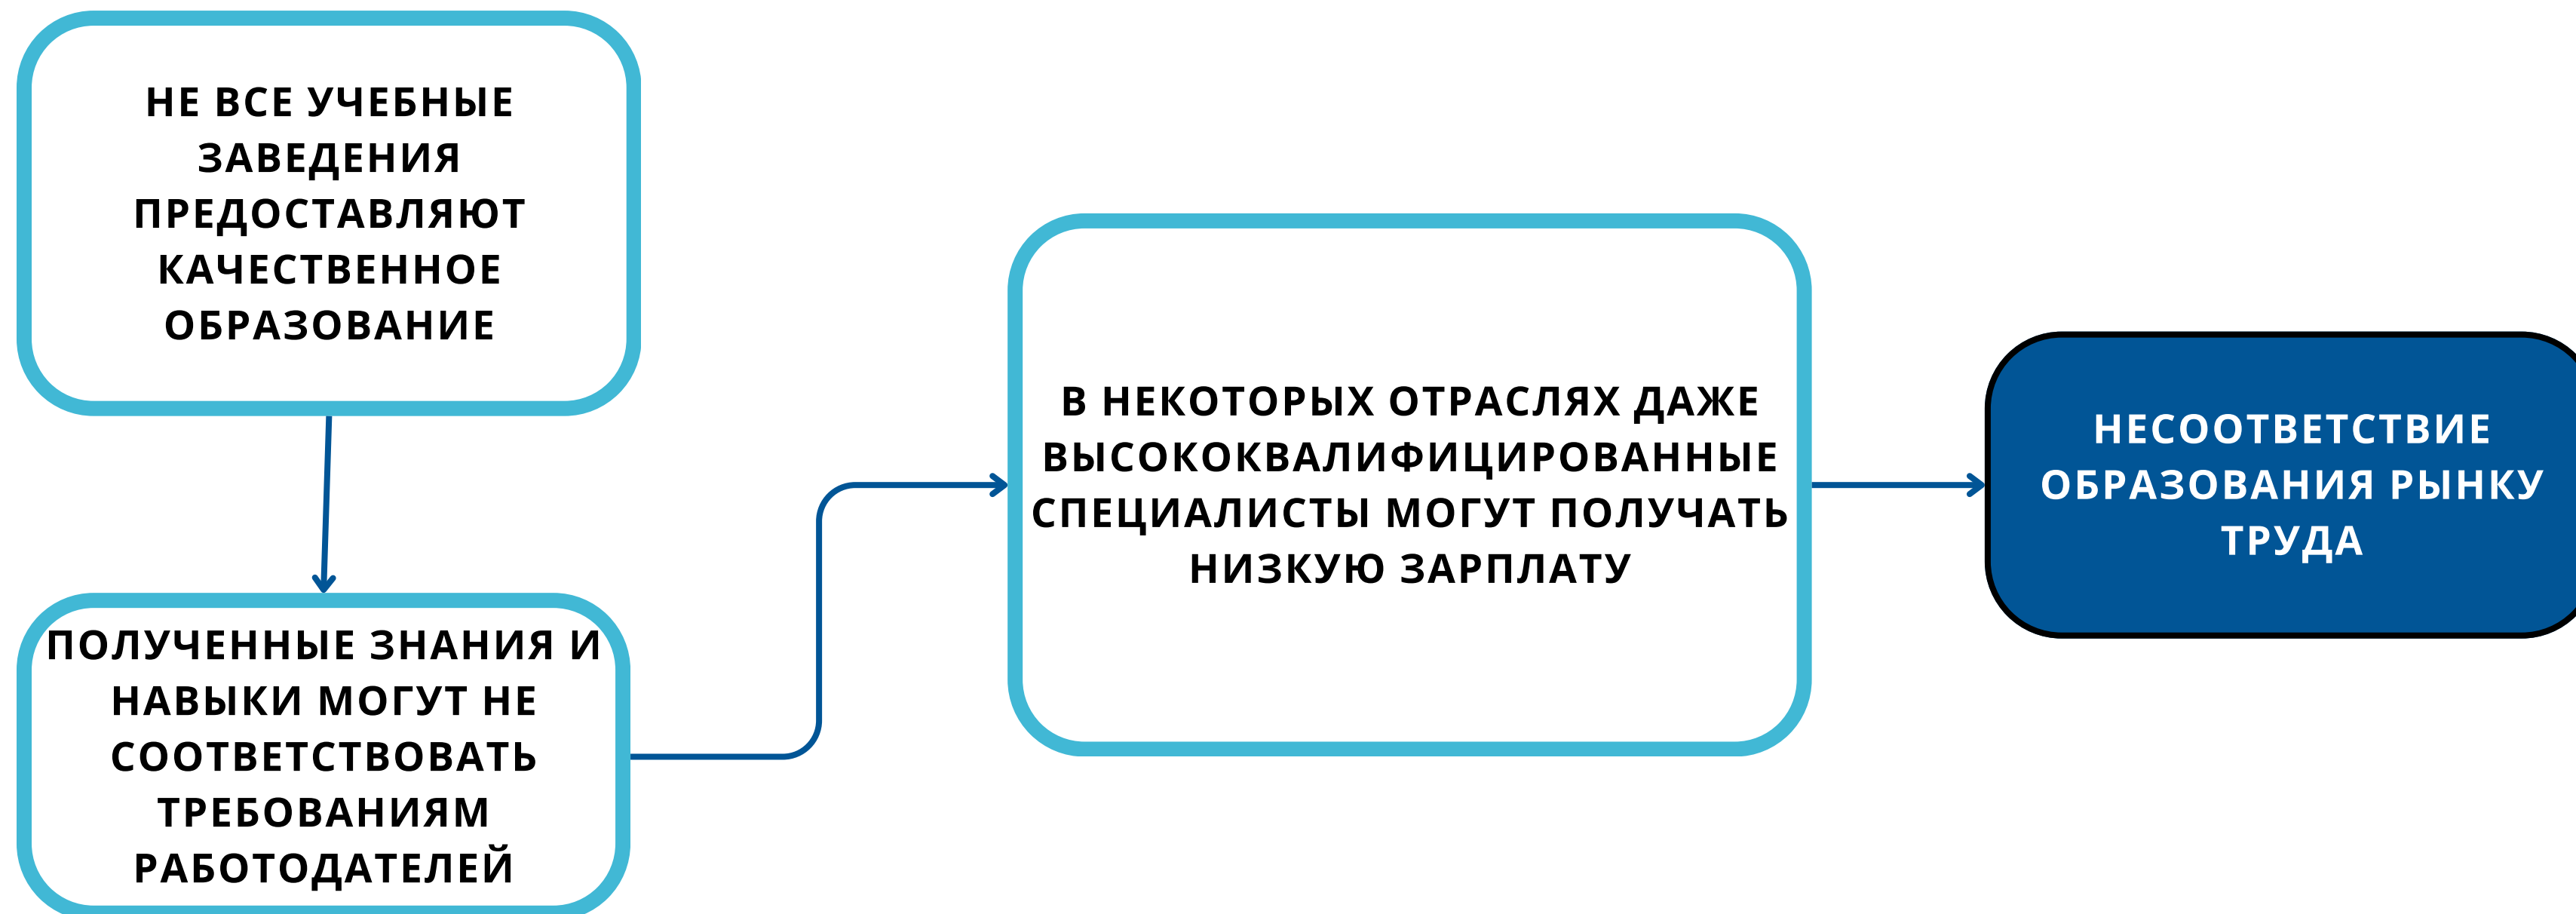 НЕ ВСЕ УЧЕБНЫЕ
ЗАВЕДЕНИЯ
ПРЕДОСТАВЛЯЮТ
КАЧЕСТВЕННОЕ
ОБРАЗОВАНИЕ
ПОЛУЧЕННЫЕ ЗНАНИЯ И
НАВЫКИ МОГУТ НЕ
СООТВЕТСТВОВАТЬ
ТРЕБОВАНИЯМ
РАБОТОДАТЕЛЕЙ
В НЕКОТОРЫХ ОТРАСЛЯХ ДАЖЕ
ВЫСОКОКВАЛИФИЦИРОВАННЫЕ
СПЕЦИАЛИСТЫ МОГУТ ПОЛУЧАТЬ
НИЗКУЮ ЗАРПЛАТУ
НЕСООТВЕТСТВИЕ
ОБРАЗОВАНИЯ РЫНКУ
ТРУДА